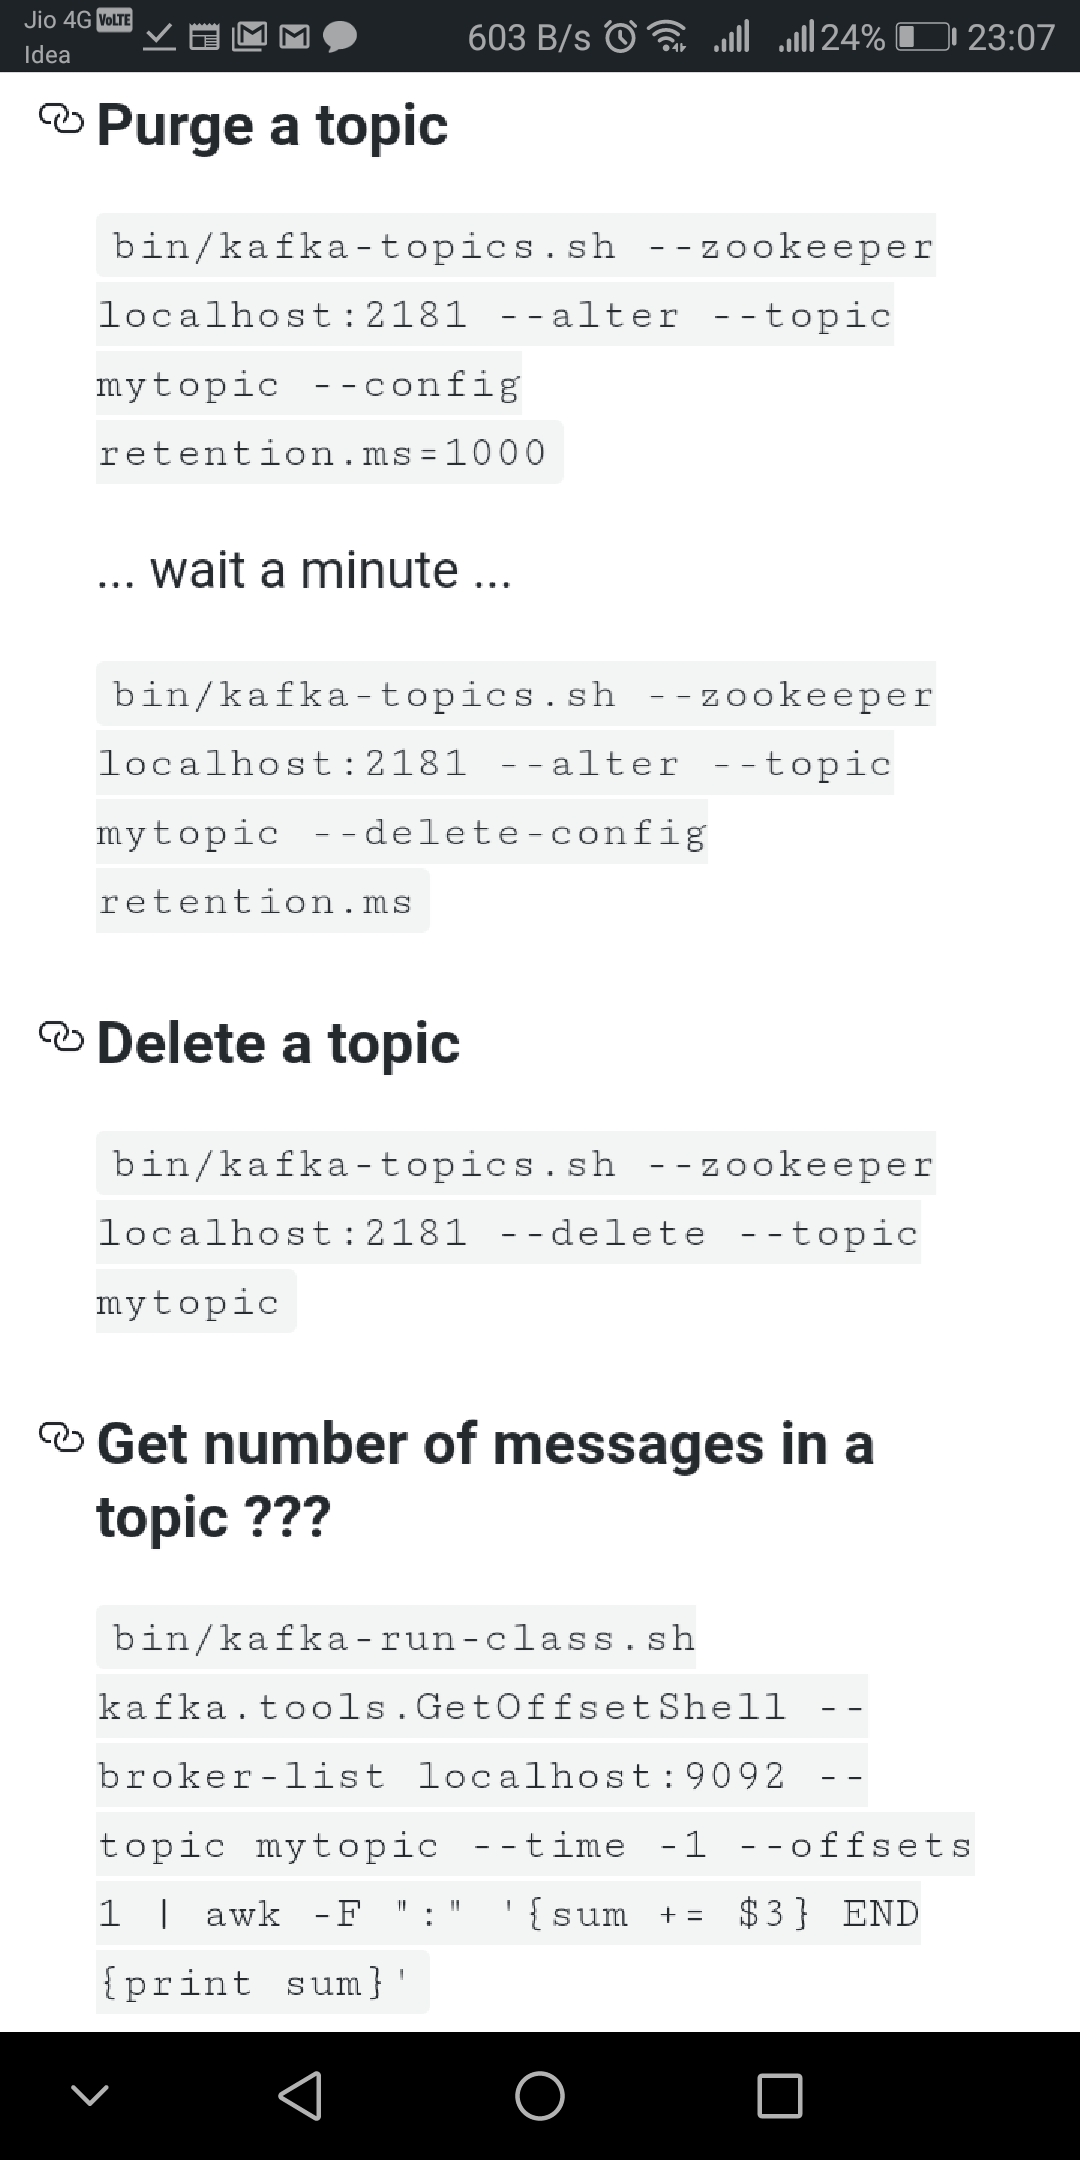 Jio 4G VoLTE
Idea
603 B/s 24% 23:07
Purge a topic
bin/kafka-topics.sh --zookeeper
localhost:2181 --alter --topic
mytopic --config
retention.ms=1000
... wait a minute ...
bin/kafka-topics.sh --zookeeper
localhost:2181 --alter --topic
mytopic --delete-config
retention.ms
Delete a topic
bin/kafka-topics.sh --zookeeper
localhost:2181 --delete --topic
mytopic
Get number of messages in a
topic ???
bin/kafka-run-class.sh
kafka.tools.GetOffsetShell --
broker-list localhost:9092 --
topic mytopic --time -1 --offsets
1 | awk -F ":" '{sum += $3} END
{print sum}'